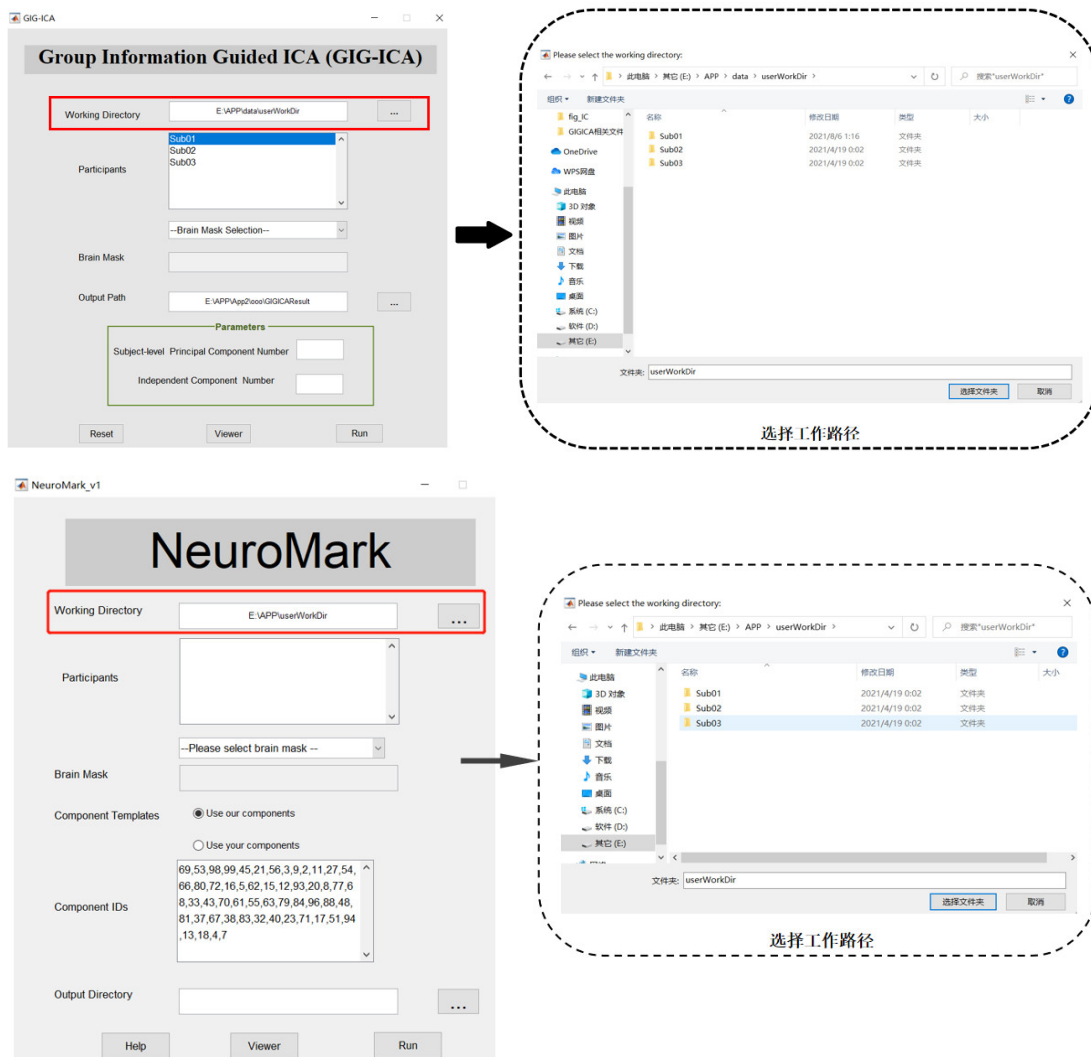 GIG-ICA
Group Information Guided ICA (GIG-ICA)
Working Directory
E:\APP\data\userWorkDir
...
Participants
Sub01
Sub02
Sub03
--Brain Mask Selection--
Brain Mask
Output Path
E:\APP\App2\ooo\GIGICAResult
...
Parameters
Subject-level Principal Component Number
Independent Component Number
Reset
Viewer
Run
Please select the working directory:
此电脑 > 其它 (E:) > APP > data > userWorkDir >
搜索"userWorkDir"
组织
新建文件夹
fig_IC
GIGICA相关文件
OneDrive
WPS网盘
此电脑
3D 对象
视频
图片
文档
下载
音乐
桌面
系统 (C:)
软件 (D:)
其它 (E:)
名称 修改日期 类型 大小
Sub01 2021/8/6 1:16 文件夹
Sub02 2021/4/19 0:02 文件夹
Sub03 2021/4/19 0:02 文件夹
文件夹: userWorkDir
选择文件夹
取消
选择工作路径
NeuroMark_v1
NeuroMark
Working Directory
E:\APP\userWorkDir
...
Participants
--Please select brain mask --
Brain Mask
Component Templates
Use our components
Use your components
Component IDs
69,53,98,99,45,21,56,3,9,2,11,27,54,
66,80,72,16,5,62,15,12,93,20,8,77,6
8,33,43,70,61,55,63,79,84,96,88,48,
81,37,67,38,83,32,40,23,71,17,51,94
,13,18,4,7
Output Directory
...
Help
Viewer
Run
Please select the working directory:
此电脑 > 其它 (E:) > APP > userWorkDir >
搜索"userWorkDir"
组织
新建文件夹
此电脑
3D 对象
视频
图片
文档
下载
音乐
桌面
系统 (C:)
软件 (D:)
其它 (E:)
名称 修改日期 类型 大小
Sub01 2021/4/19 0:02 文件夹
Sub02 2021/4/19 0:02 文件夹
Sub03 2021/4/19 0:02 文件夹
文件夹: userWorkDir
选择文件夹
取消
选择工作路径